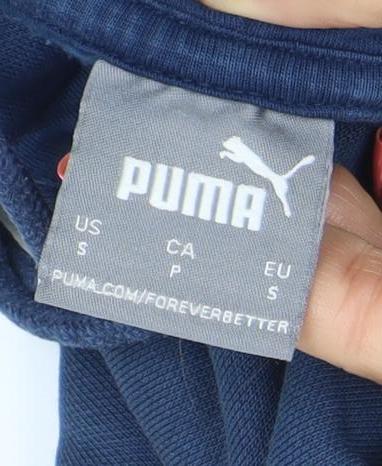 PUMA
US CA EU
S P S
PUMA.COM/FOREVERBETTER